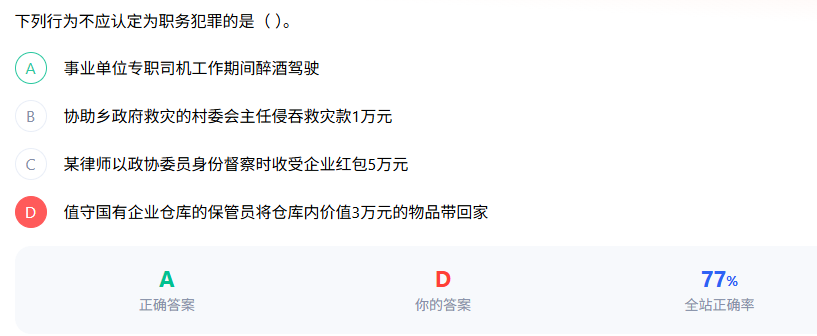 下列行为不应认定为职务犯罪的是（ ）。
A 事业单位专职司机工作期间醉酒驾驶
B 协助乡政府救灾的村委会主任侵吞救灾款1万元
C 某律师以政协委员身份督察时收受企业红包5万元
D 值守国有企业仓库的保管员将仓库内价值3万元的物品带回家
A D 77%
正确答案 你的答案 全站正确率